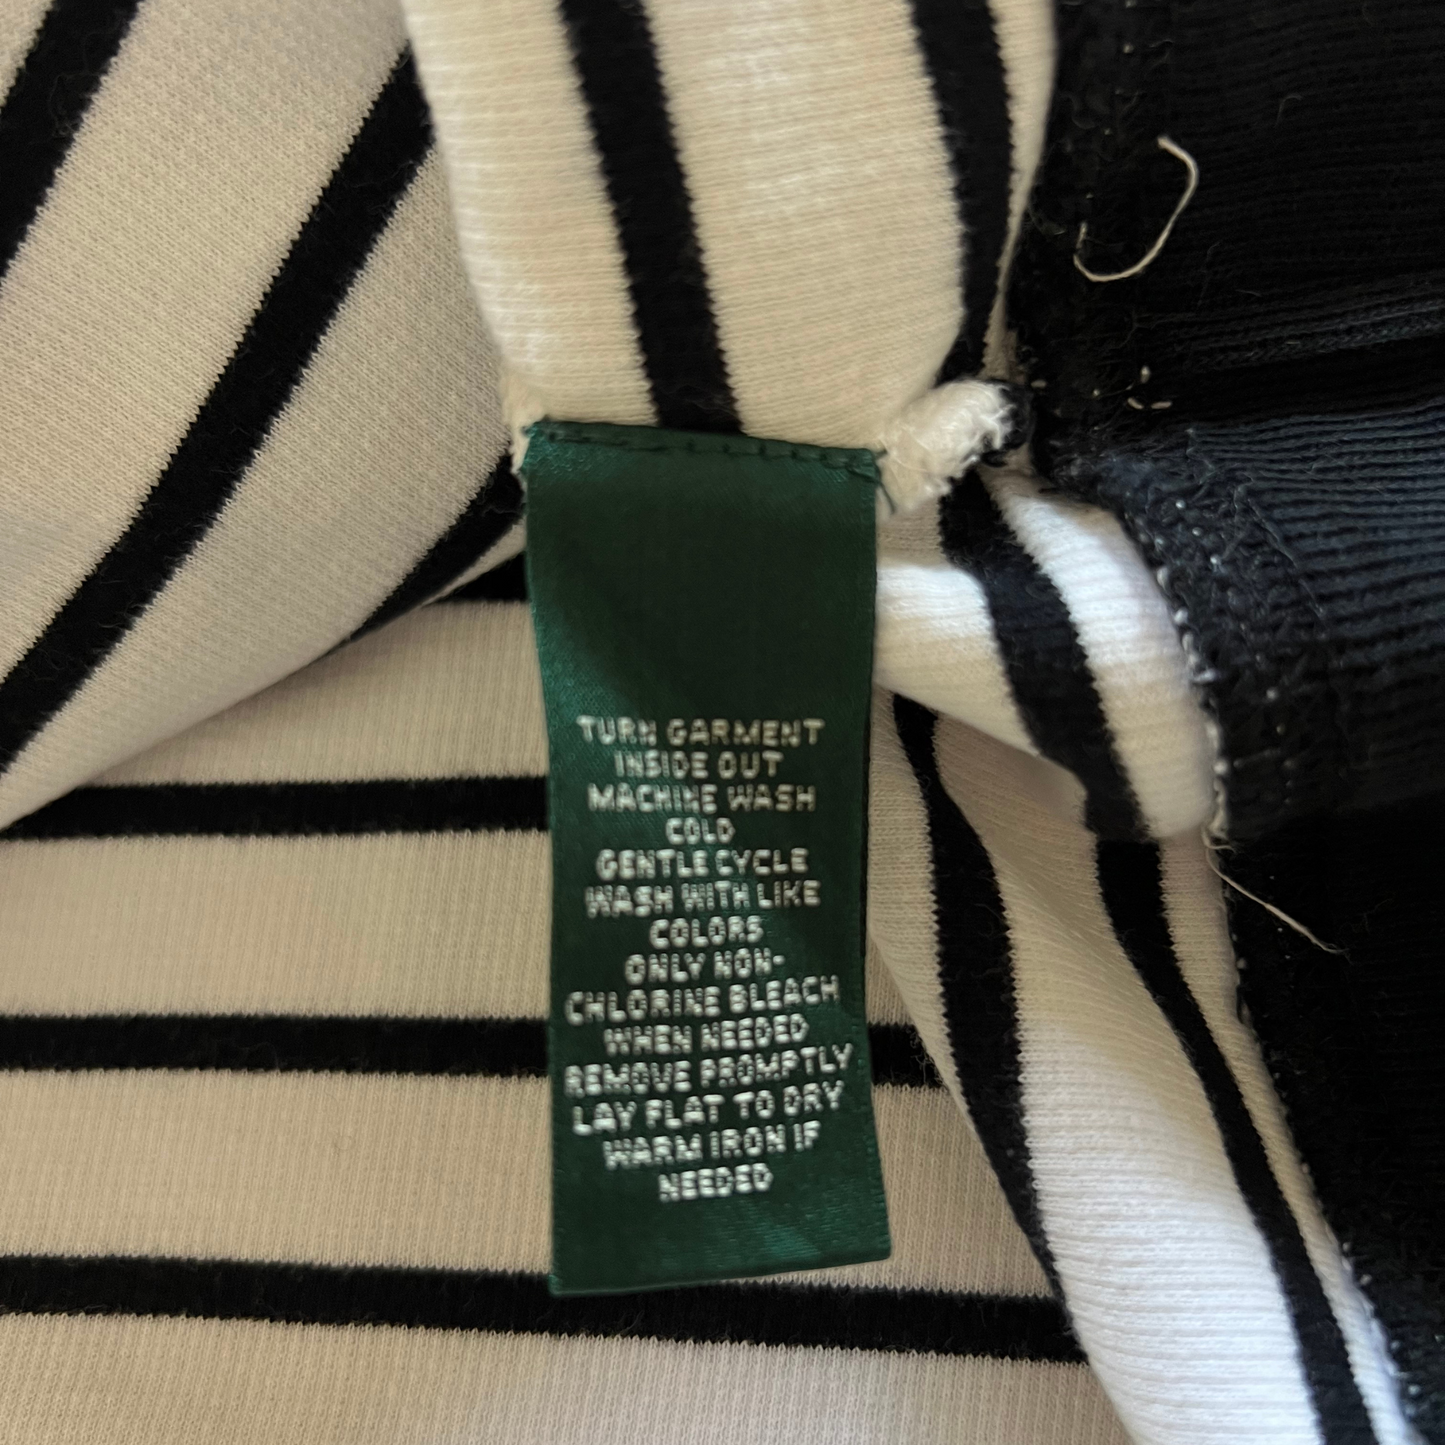 TURN GARMENT
INSIDE OUT
MACHINE WASH
COLD
GENTLE CYCLE
WASH WITH LIKE
COLORS
ONLY NON-
CHLORINE BLEACH
WHEN NEEDED
REMOVE PROMPTLY
LAY FLAT TO DRY
WARM IRON IF
NEEDED